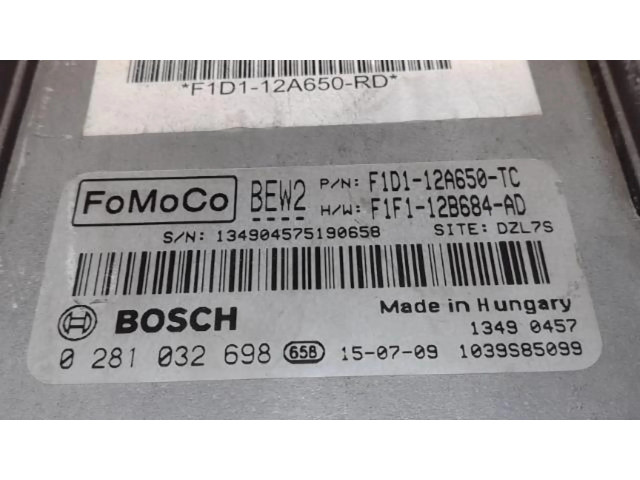 *F1D1-12A650-RD*
FoMoCo BEW2 P/N: F1D1-12A650-TC
H/W: F1F1-12B684-AD
S/N: 134904575190658 SITE: DZL7S
BOSCH Made in Hungary
1349 0457
0 281 032 698 658 15-07-09 1039S85099